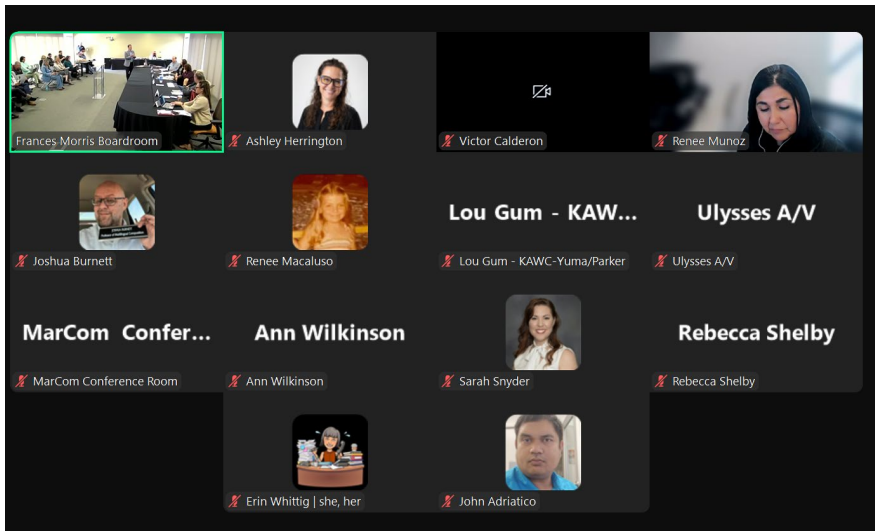 Frances Morris Boardroom
Ashley Herrington
Victor Calderon
Renee Munoz
Joshua Burnett
Renee Macaluso
Lou Gum - KAW...
Lou Gum - KAWC-Yuma/Parker
Ulysses A/V
Ulysses A/V
MarCom Confer...
MarCom Conference Room
Ann Wilkinson
Ann Wilkinson
Sarah Snyder
Rebecca Shelby
Rebecca Shelby
Erin Whittig | she, her
John Adriatico